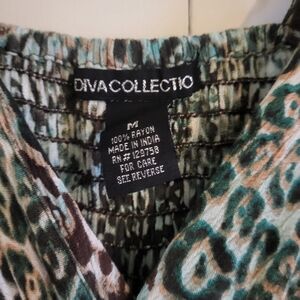 DIVACOLLECTIO
M
100% RAYON
MADE IN INDIA
RN# 129758
FOR CARE
SEE REVERSE